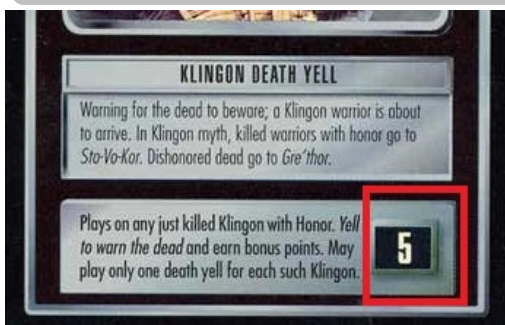 KLINGON DEATH YELL
Warning for the dead to beware; a Klingon warrior is about
to arrive. In Klingon myth, killed warriors with honor go to
Sto-Vo-Kor. Dishonored dead go to Gre'thor.
Plays on any just killed Klingon with Honor. Yell
to warn the dead and earn bonus points. May
play only one death yell for each such Klingon.
5